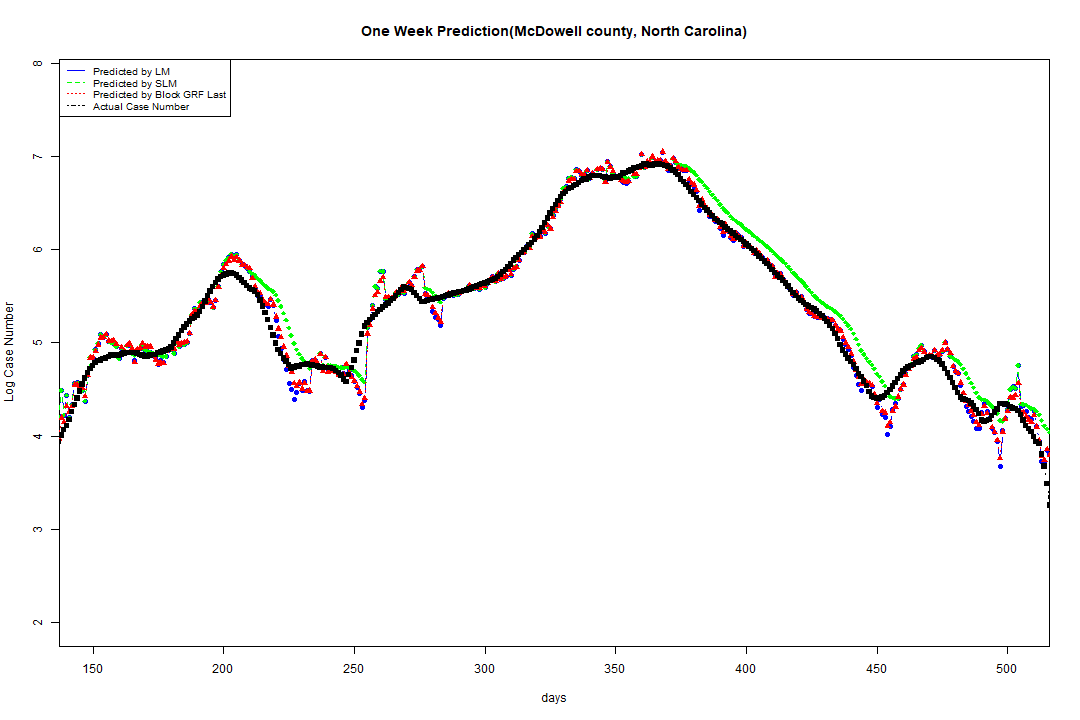 One Week Prediction(McDowell county, North Carolina)
Predicted by LM
Predicted by SLM
Predicted by Block GRF Last
Actual Case Number
Log Case Number
8
7
6
5
4
3
2
150 200 250 300 350 400 450 500
days